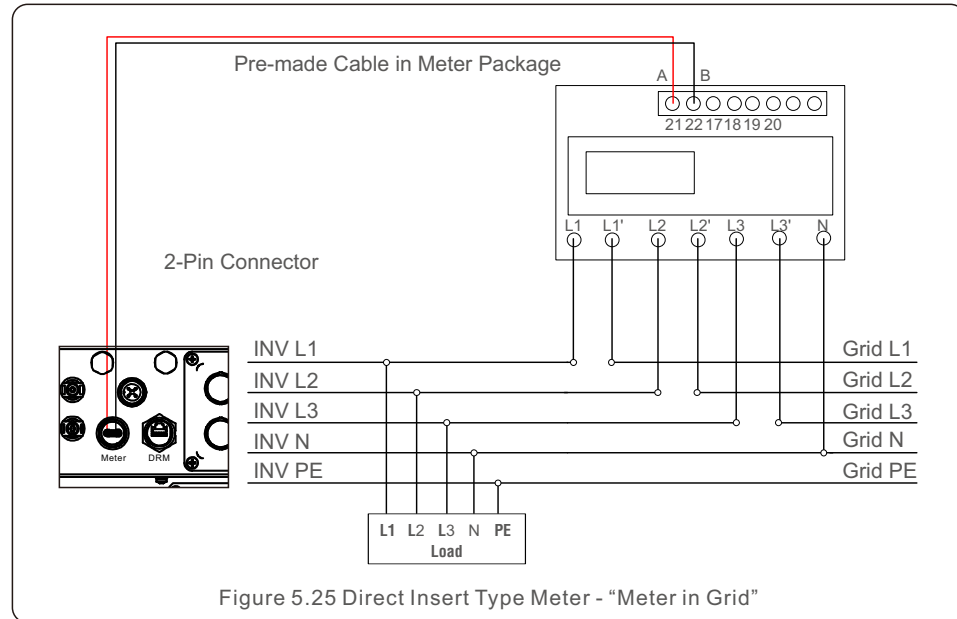 Pre-made Cable in Meter Package
A B
21 22 17 18 19 20
L1 L1' L2 L2' L3 L3' N
2-Pin Connector
INV L1 Grid L1
INV L2 Grid L2
INV L3 Grid L3
INV N Grid N
INV PE Grid PE
Meter DRM
L1 L2 L3 N PE
Load
Figure 5.25 Direct Insert Type Meter - “Meter in Grid”